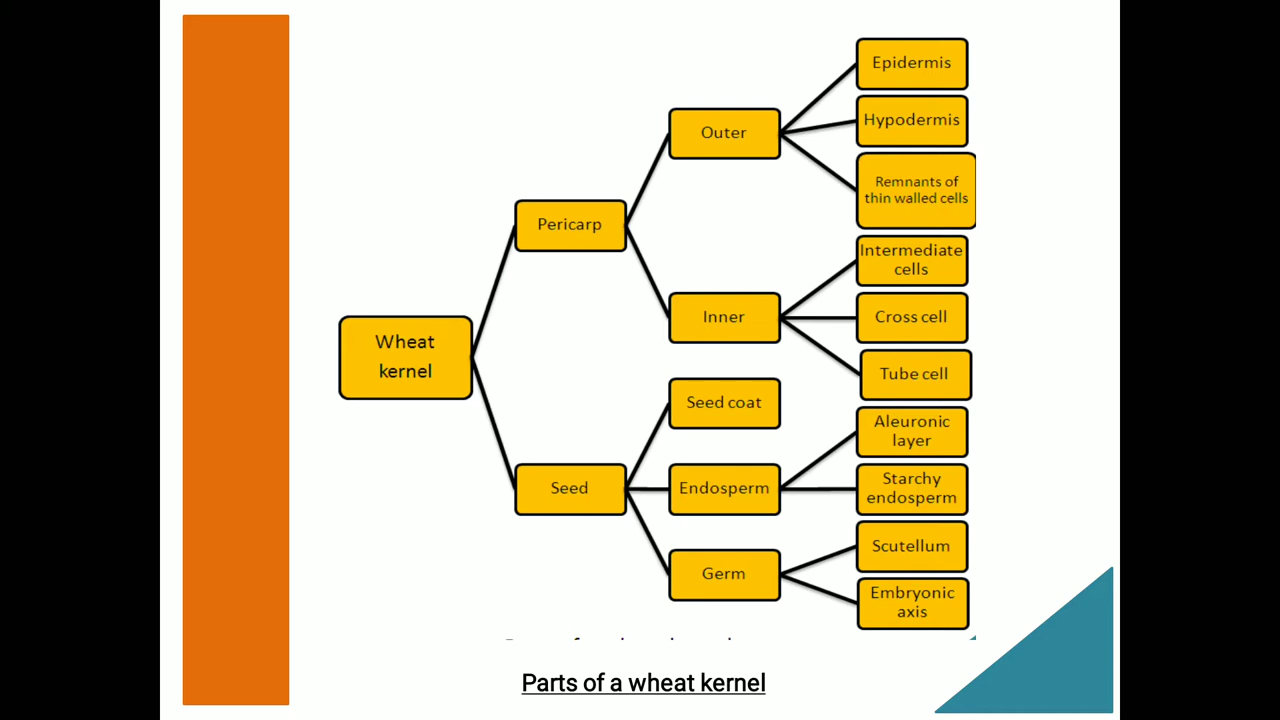 Epidermis
Outer
Hypodermis
Remnants of
thin walled cells
Pericarp
Intermediate
cells
Inner
Cross cell
Wheat
kernel
Tube cell
Seed coat
Aleuronic
layer
Seed
Endosperm
Starchy
endosperm
Scutellum
Germ
Embryonic
axis
Parts of a wheat kernel